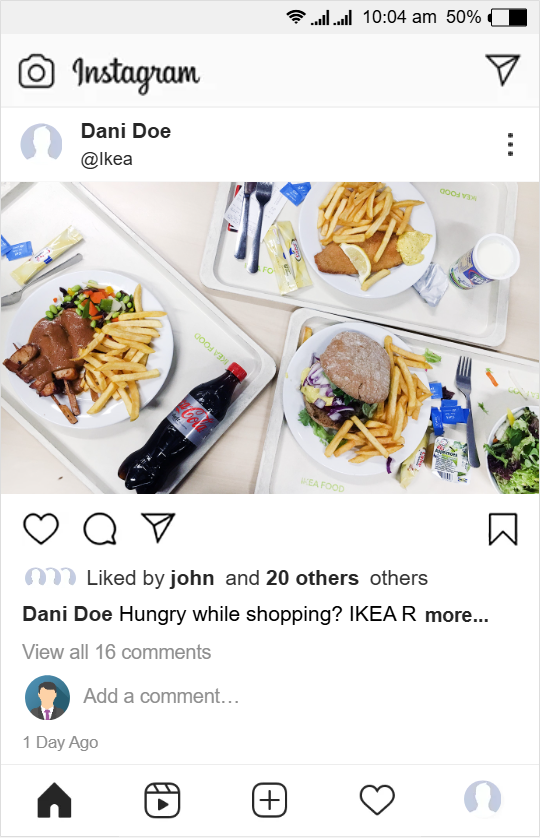 10:04 am 50%
Instagram
Dani Doe
@Ikea
IKEA FOOD
IKEA FOOD
IKEA FOOD
Liked by john and 20 others others
Dani Doe Hungry while shopping? IKEA R more...
View all 16 comments
Add a comment…
1 Day Ago